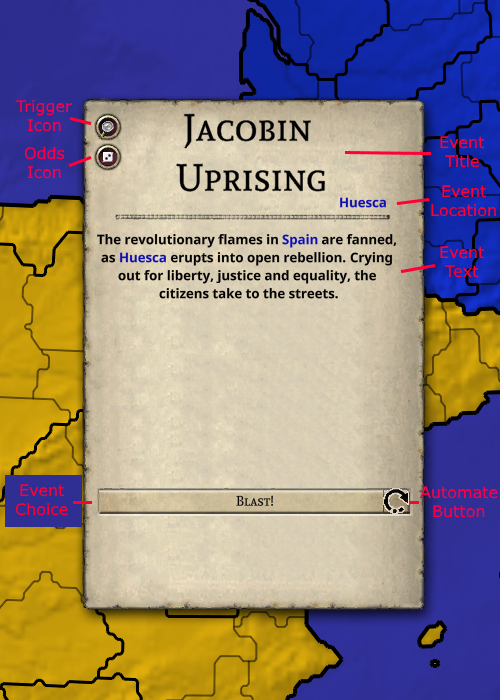 Trigger
Icon
Odds
Icon
Jacobin
Uprising
Event
Title
Huesca
Event
Location
The revolutionary flames in Spain are fanned,
as Huesca erupts into open rebellion. Crying
out for liberty, justice and equality, the
citizens take to the streets.
Event
Text
Event
Choice
Blast!
Automate
Button